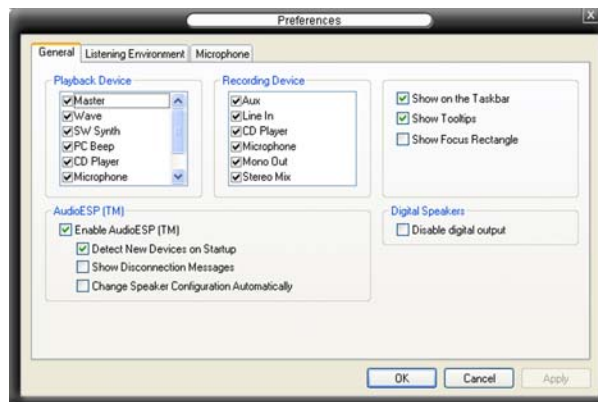 Preferences
X
General
Listening Environment
Microphone
Playback Device
Master
Wave
SW Synth
PC Beep
CD Player
Microphone
Recording Device
Aux
Line In
CD Player
Microphone
Mono Out
Stereo Mix
Show on the Taskbar
Show Tooltips
Show Focus Rectangle
AudioESP (TM)
Enable AudioESP (TM)
Detect New Devices on Startup
Show Disconnection Messages
Change Speaker Configuration Automatically
Digital Speakers
Disable digital output
OK
Cancel
Apply